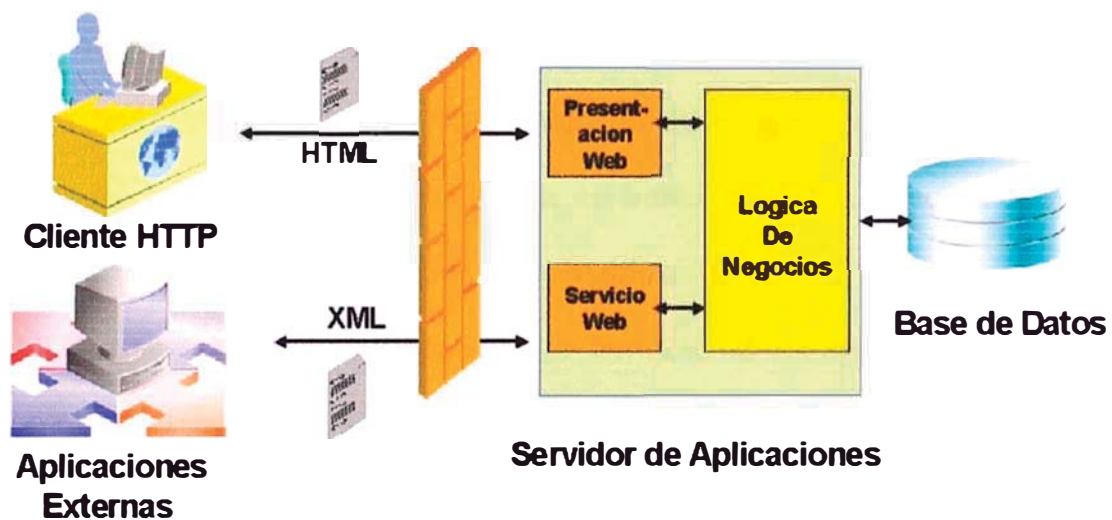 HTML
Cliente HTTP
XML
Aplicaciones
Externas
Present-
acion
Web
Servicio
Web
Logica
De
Negocios
Servidor de Aplicaciones
Base de Datos